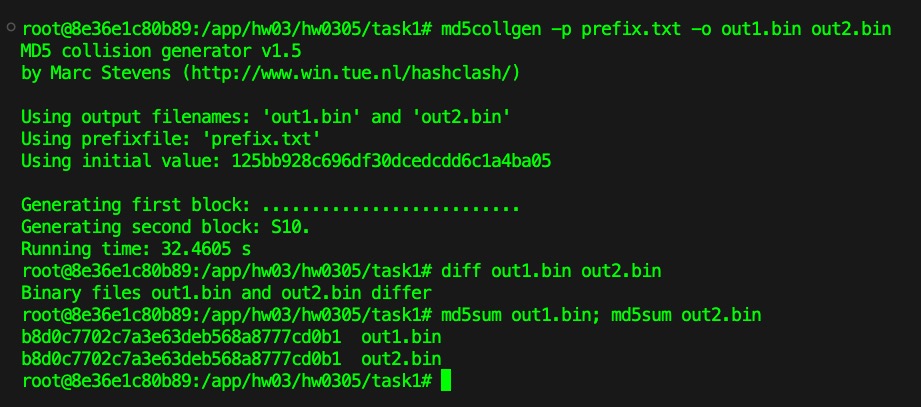 root@8e36e1c80b89:/app/hw03/hw0305/task1# md5collgen -p prefix.txt -o out1.bin out2.bin
MD5 collision generator v1.5
by Marc Stevens (http://www.win.tue.nl/hashclash/)

Using output filenames: 'out1.bin' and 'out2.bin'
Using prefixfile: 'prefix.txt'
Using initial value: 125bb928c696df30dcedcdd6c1a4ba05

Generating first block: ..........................
Generating second block: S10.
Running time: 32.4605 s
root@8e36e1c80b89:/app/hw03/hw0305/task1# diff out1.bin out2.bin
Binary files out1.bin and out2.bin differ
root@8e36e1c80b89:/app/hw03/hw0305/task1# md5sum out1.bin; md5sum out2.bin
b8d0c7702c7a3e63deb568a8777cd0b1  out1.bin
b8d0c7702c7a3e63deb568a8777cd0b1  out2.bin
root@8e36e1c80b89:/app/hw03/hw0305/task1#